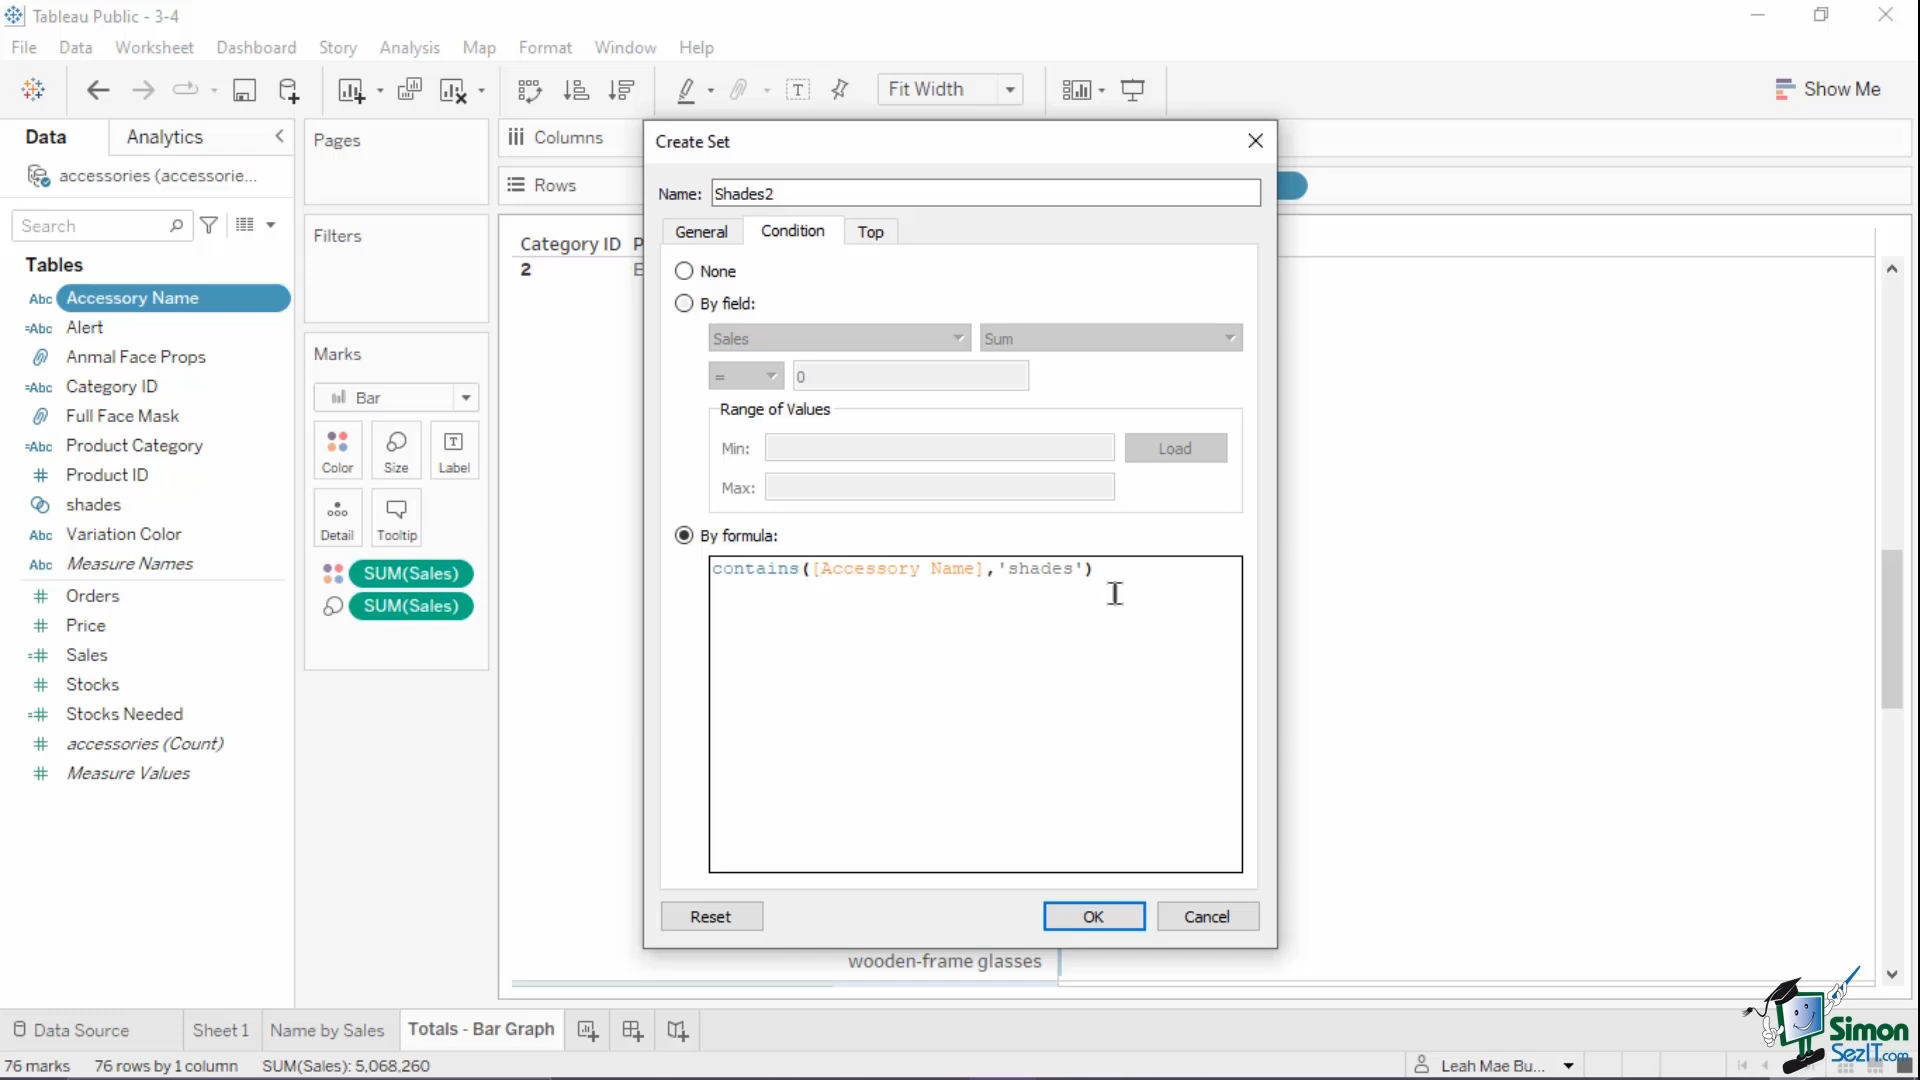 Tableau Public - 3-4
File Data Worksheet Dashboard Story Analysis Map Format Window Help
Fit Width
Show Me
Data Analytics
accessories (accessorie...
Search
Tables
Abc Accessory Name
=Abc Alert
Anmal Face Props
=Abc Category ID
Full Face Mask
=Abc Product Category
# Product ID
shades
Abc Variation Color
Abc Measure Names
# Orders
# Price
=# Sales
# Stocks
=# Stocks Needed
# accessories (Count)
# Measure Values
Pages
Filters
Marks
Bar
Color Size Label
Detail Tooltip
SUM(Sales)
SUM(Sales)
Columns
Rows
Category ID P
2 E
Create Set
Name: Shades2
General Condition Top
None
By field:
Sales Sum
= 0
Range of Values
Min: Load
Max:
By formula:
contains([Accessory Name],'shades')
Reset OK Cancel
wooden-frame glasses
Data Source Sheet 1 Name by Sales Totals - Bar Graph
76 marks 76 rows by 1 column SUM(Sales): 5,068,260
Leah Mae Bu...
Simon
SezIT.com